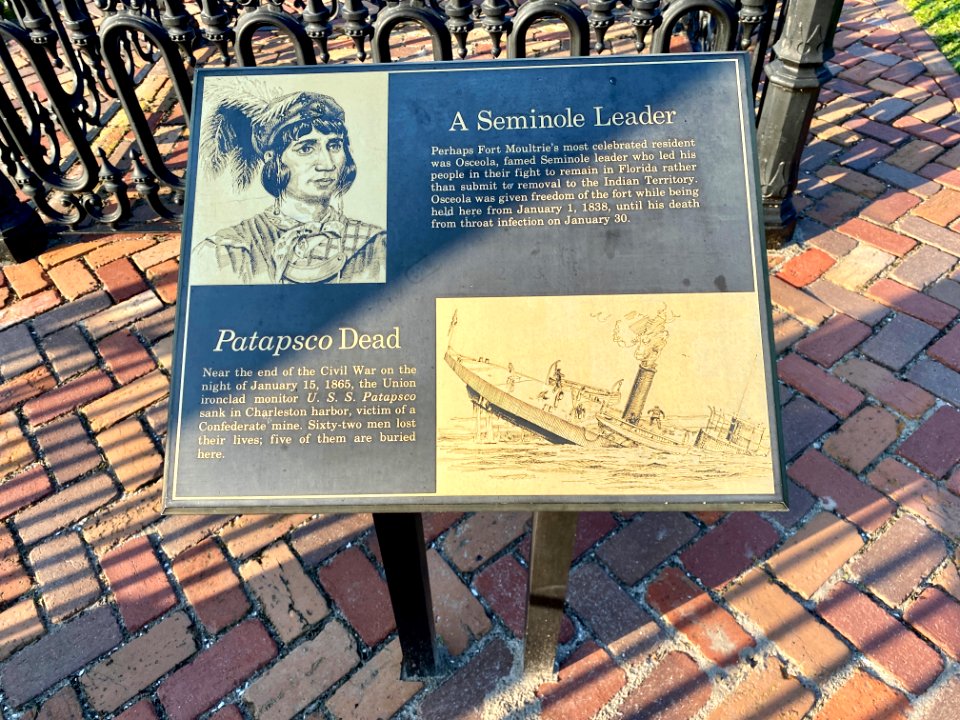 A Seminole Leader
Perhaps Fort Moultrie's most celebrated resident
was Osceola, famed Seminole leader who led his
people in their fight to remain in Florida rather
than submit to removal to the Indian Territory.
Osceola was given freedom of the fort while being
held here from January 1, 1838, until his death
from throat infection on January 30.
Patapsco Dead
Near the end of the Civil War on the
night of January 15, 1865, the Union
ironclad monitor U. S. S. Patapsco
sank in Charleston harbor, victim of a
Confederate mine. Sixty-two men lost
their lives; five of them are buried
here.